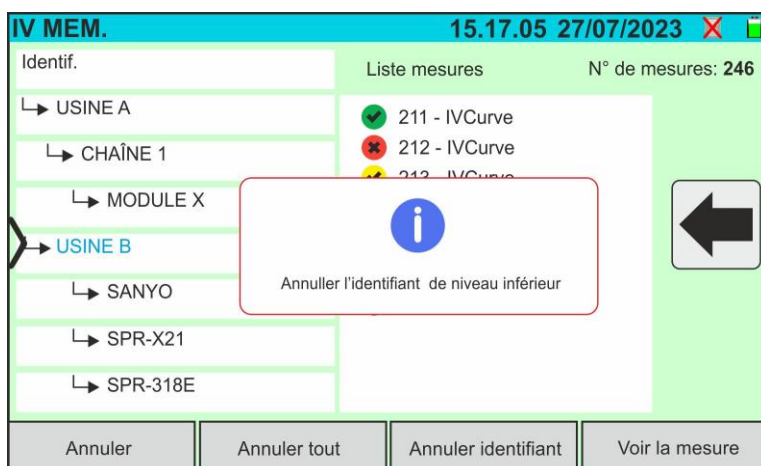 IV MEM.
15.17.05 27/07/2023
Identif.
Liste mesures
N° de mesures: 246
USINE A
CHAÎNE 1
MODULE X
USINE B
SANYO
SPR-X21
SPR-318E
211 - IVCurve
212 - IVCurve
213 - IVCurve
Annuller l'identifiant de niveau inférieur
Annuler
Annuler tout
Annuler identifiant
Voir la mesure